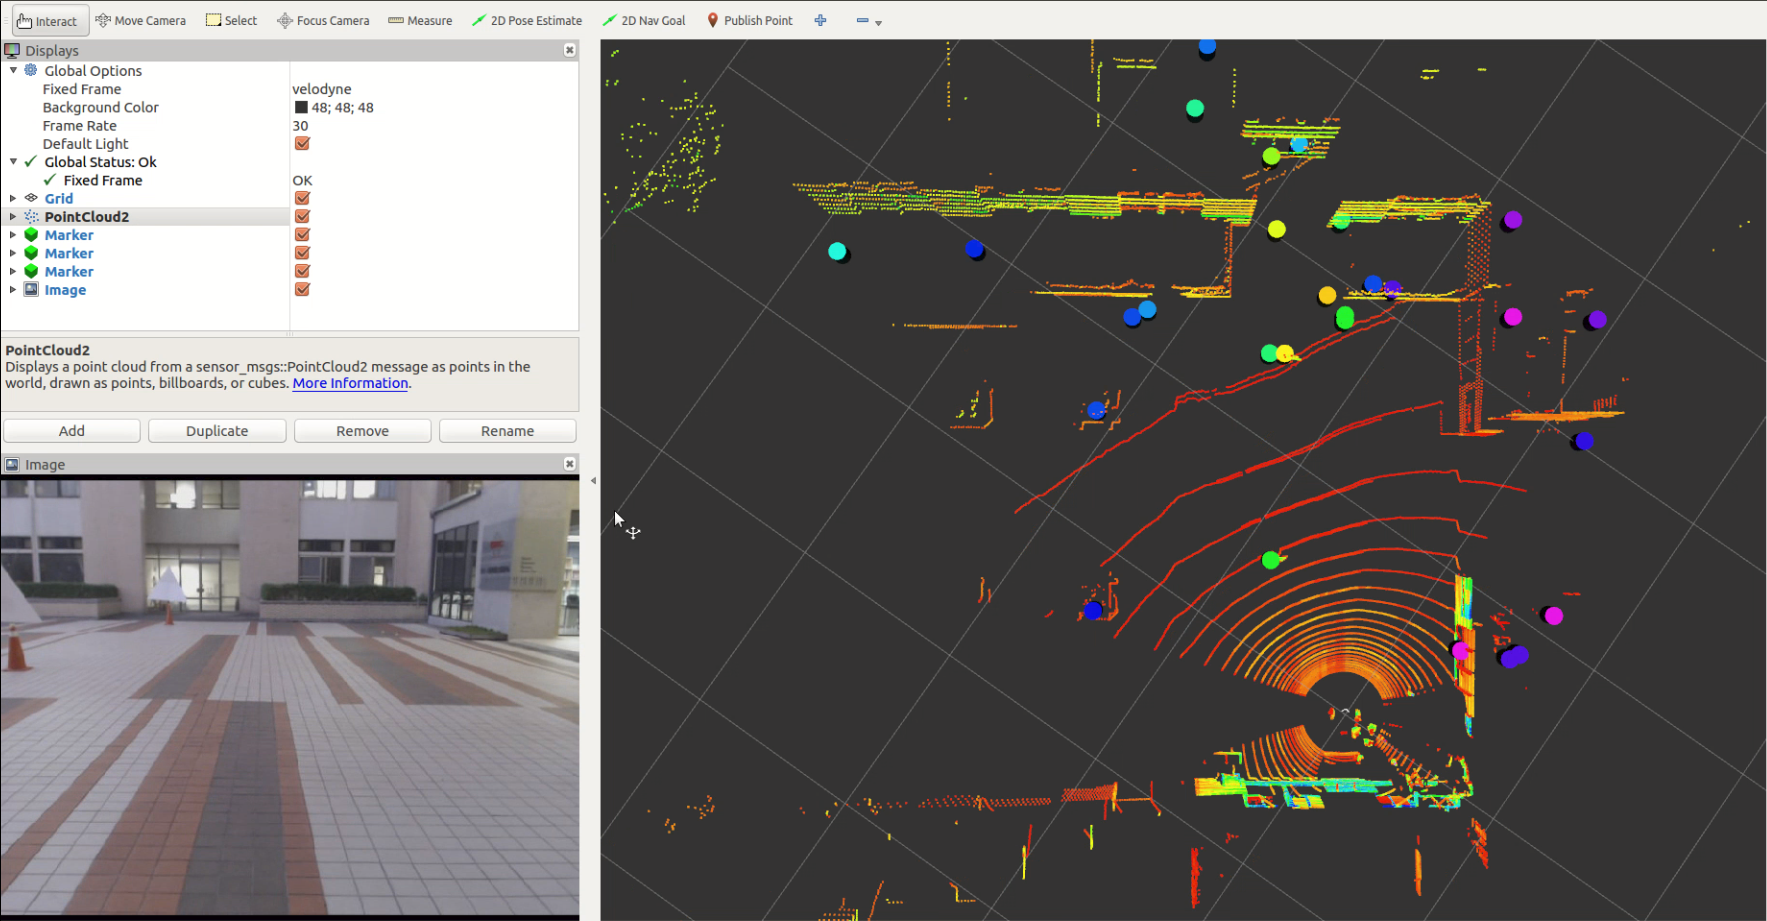 Interact Move Camera Select Focus Camera Measure 2D Pose Estimate 2D Nav Goal Publish Point
Displays
Global Options
Fixed Frame velodyne
Background Color 48; 48; 48
Frame Rate 30
Default Light
Global Status: Ok
Fixed Frame OK
Grid
PointCloud2
Marker
Marker
Marker
Image
PointCloud2
Displays a point cloud from a sensor_msgs::PointCloud2 message as points in the
world, drawn as points, billboards, or cubes. More Information.
Add Duplicate Remove Rename
Image